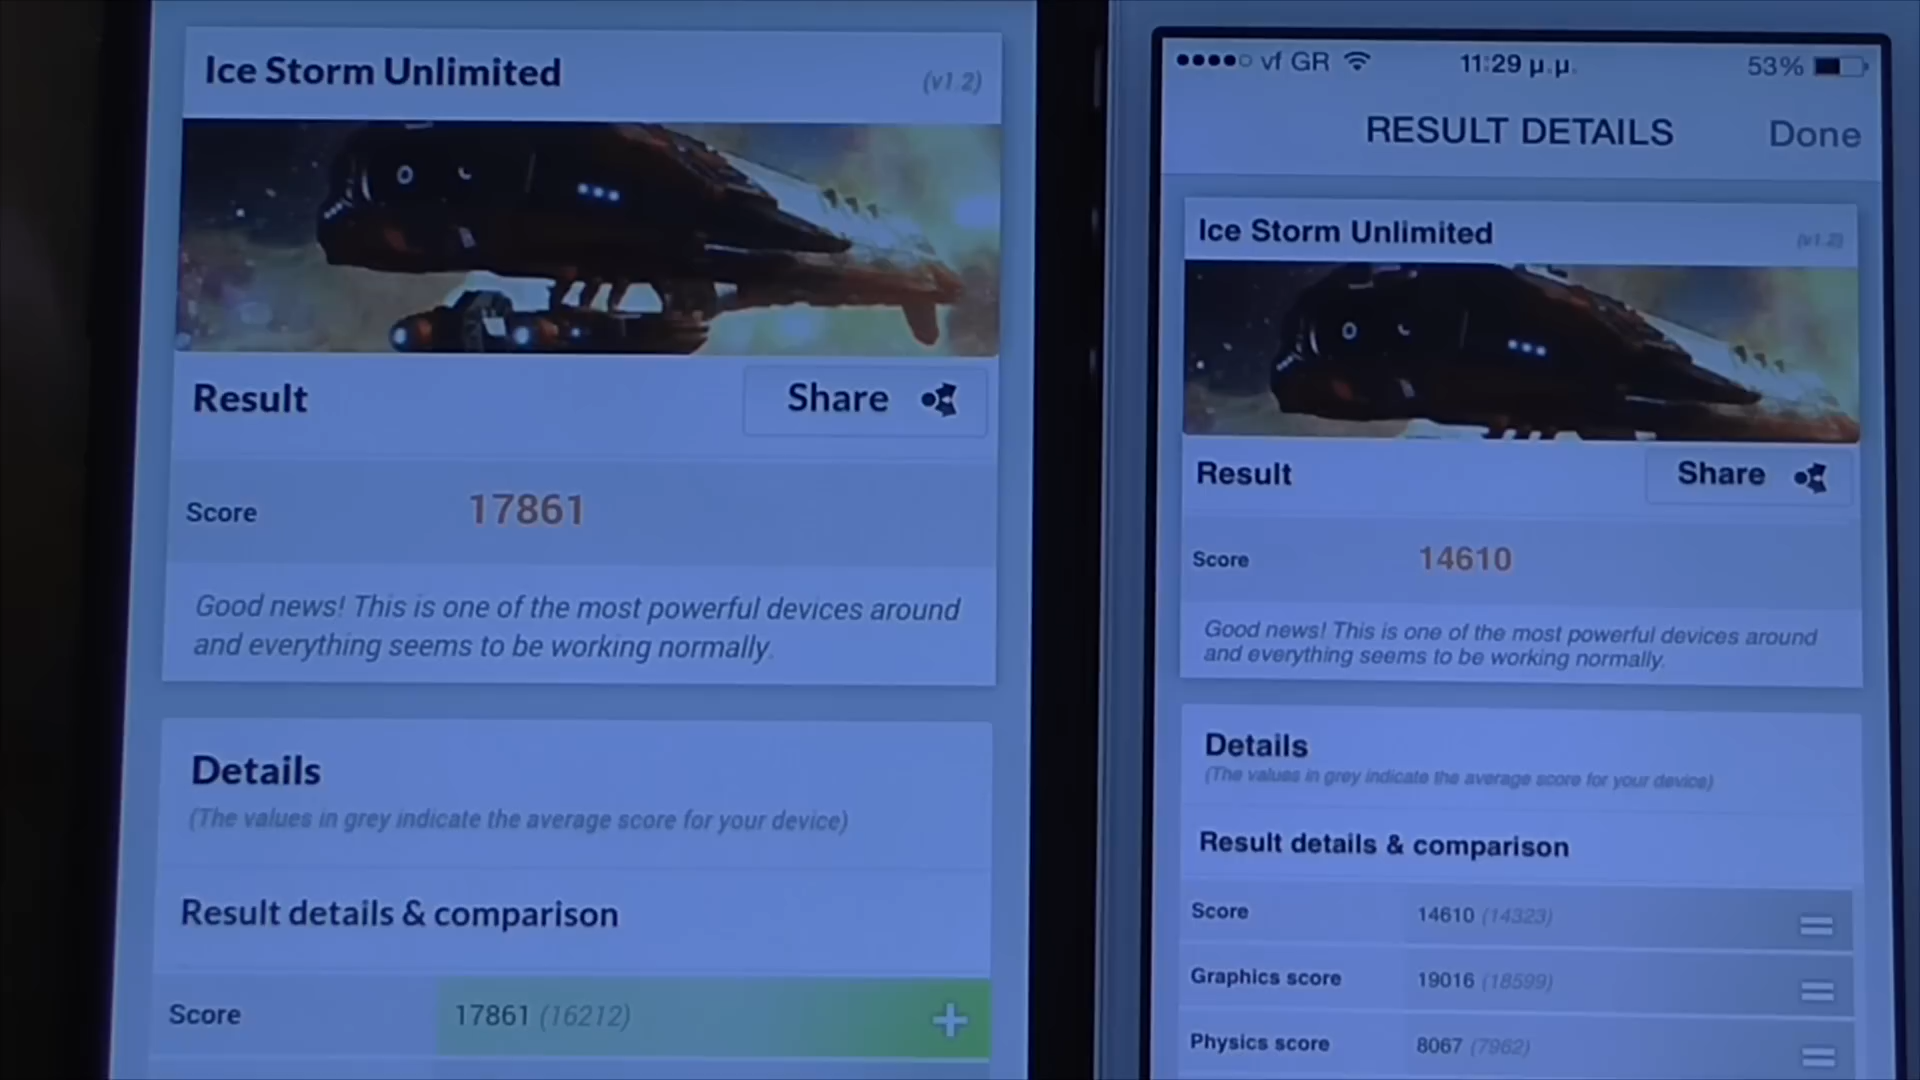 Ice Storm Unlimited
(v1.2)
Result
Share
Score
17861
Good news! This is one of the most powerful devices around
and everything seems to be working normally.
Details
(The values in grey indicate the average score for your device)
Result details & comparison
Score
17861 (16212)
vf GR
11:29 μ.μ.
53%
RESULT DETAILS
Done
Ice Storm Unlimited
(v1.2)
Result
Share
Score
14610
Good news! This is one of the most powerful devices around
and everything seems to be working normally.
Details
(The values in grey indicate the average score for your device)
Result details & comparison
Score
14610 (14323)
Graphics score
19016 (18599)
Physics score
8067 (7962)